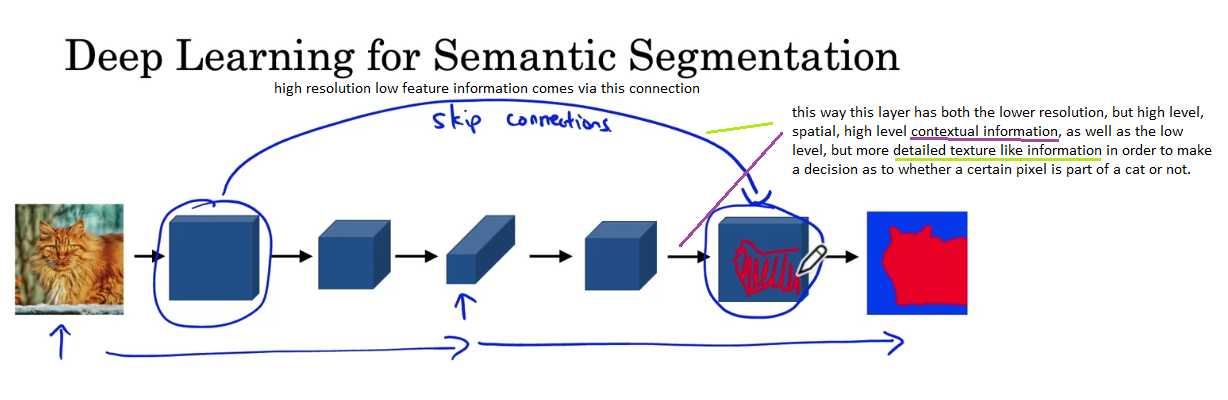 Deep Learning for Semantic Segmentation
high resolution low feature information comes via this connection
skip connections
this way this layer has both the lower resolution, but high level,
spatial, high level contextual information, as well as the low
level, but more detailed texture like information in order to make
a decision as to whether a certain pixel is part of a cat or not.